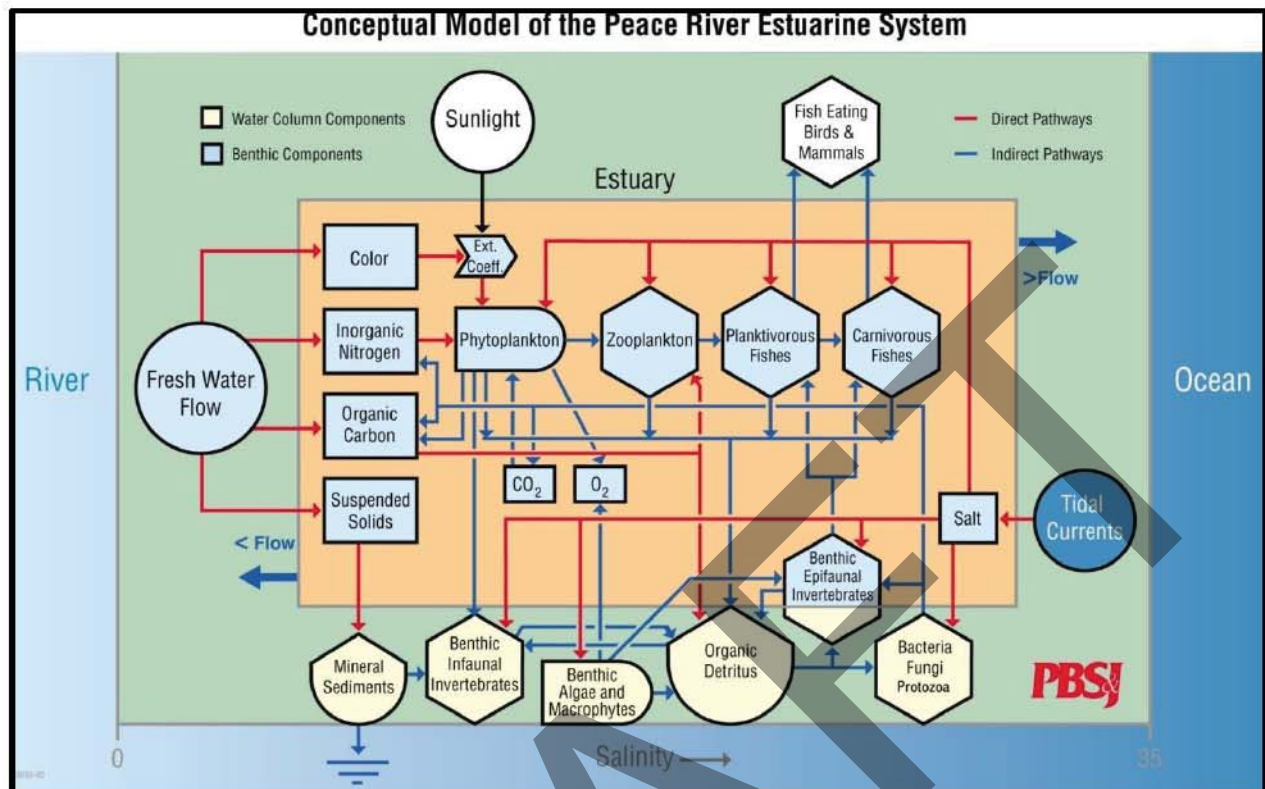 Conceptual Model of the Peace River Estuarine System
Water Column Components
Benthic Components
Sunlight
Fish Eating
Birds &
Mammals
Direct Pathways
Indirect Pathways
Estuary
Color
Ext.
Coeff.
>Flow
Inorganic
Nitrogen
Phytoplankton
Zooplankton
Planktivorous
Fishes
Carnivorous
Fishes
River
Fresh Water
Flow
Ocean
Organic
Carbon
CO2
O2
Suspended
Solids
Salt
Tidal
Currents
< Flow
Benthic
Epifaunal
Invertebrates
Mineral
Sediments
Benthic
Infaunal
Invertebrates
Benthic
Algae and
Macrophytes
Organic
Detritus
Bacteria
Fungi
Protozoa
PBSJ
0
Salinity
35